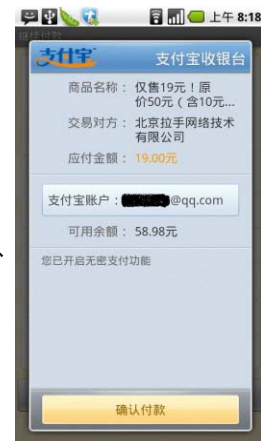 上午 8:18
继续付款
支付宝 支付宝收银台
商品名称： 仅售19元！原
价50元（含10元...
交易对方： 北京拉手网络技术
有限公司
应付金额： 19.00元
支付宝账户： @qq.com
可用余额： 58.98元
您已开启无密支付功能
确认付款
、